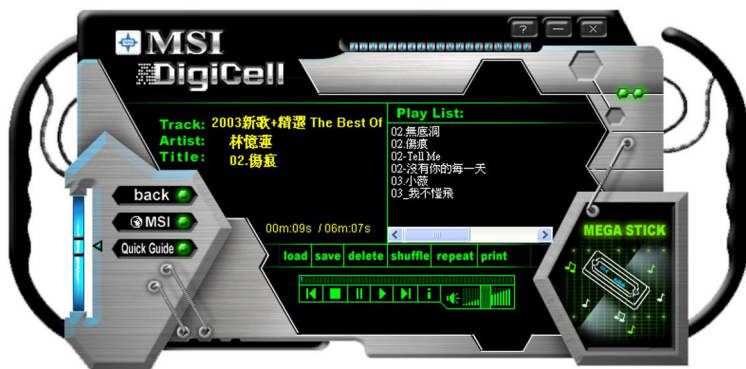 MSI
DigiCell
?
Track: 2003新歌+精選 The Best Of
Artist: 林憶蓮
Title: 02.傷痕
00m:09s / 06m:07s
Play List:
02.無底洞
02.傷痕
02-Tell Me
02-沒有你的每一天
03.小薇
03_我不慬飛
back
MSI
Quick Guide
load save delete shuffle repeat print
i
MEGA STICK